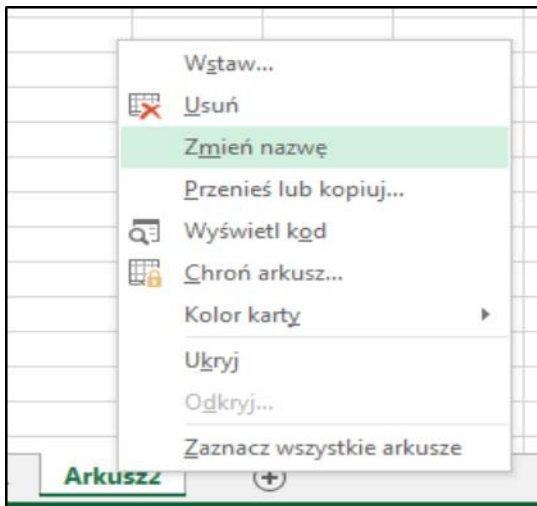 Wstaw...
Usuń
Zmień nazwę
Przenieś lub kopiuj...
Wyświetl kod
Chroń arkusz...
Kolor karty
Ukryj
Odkryj...
Zaznacz wszystkie arkusze
Arkusz2